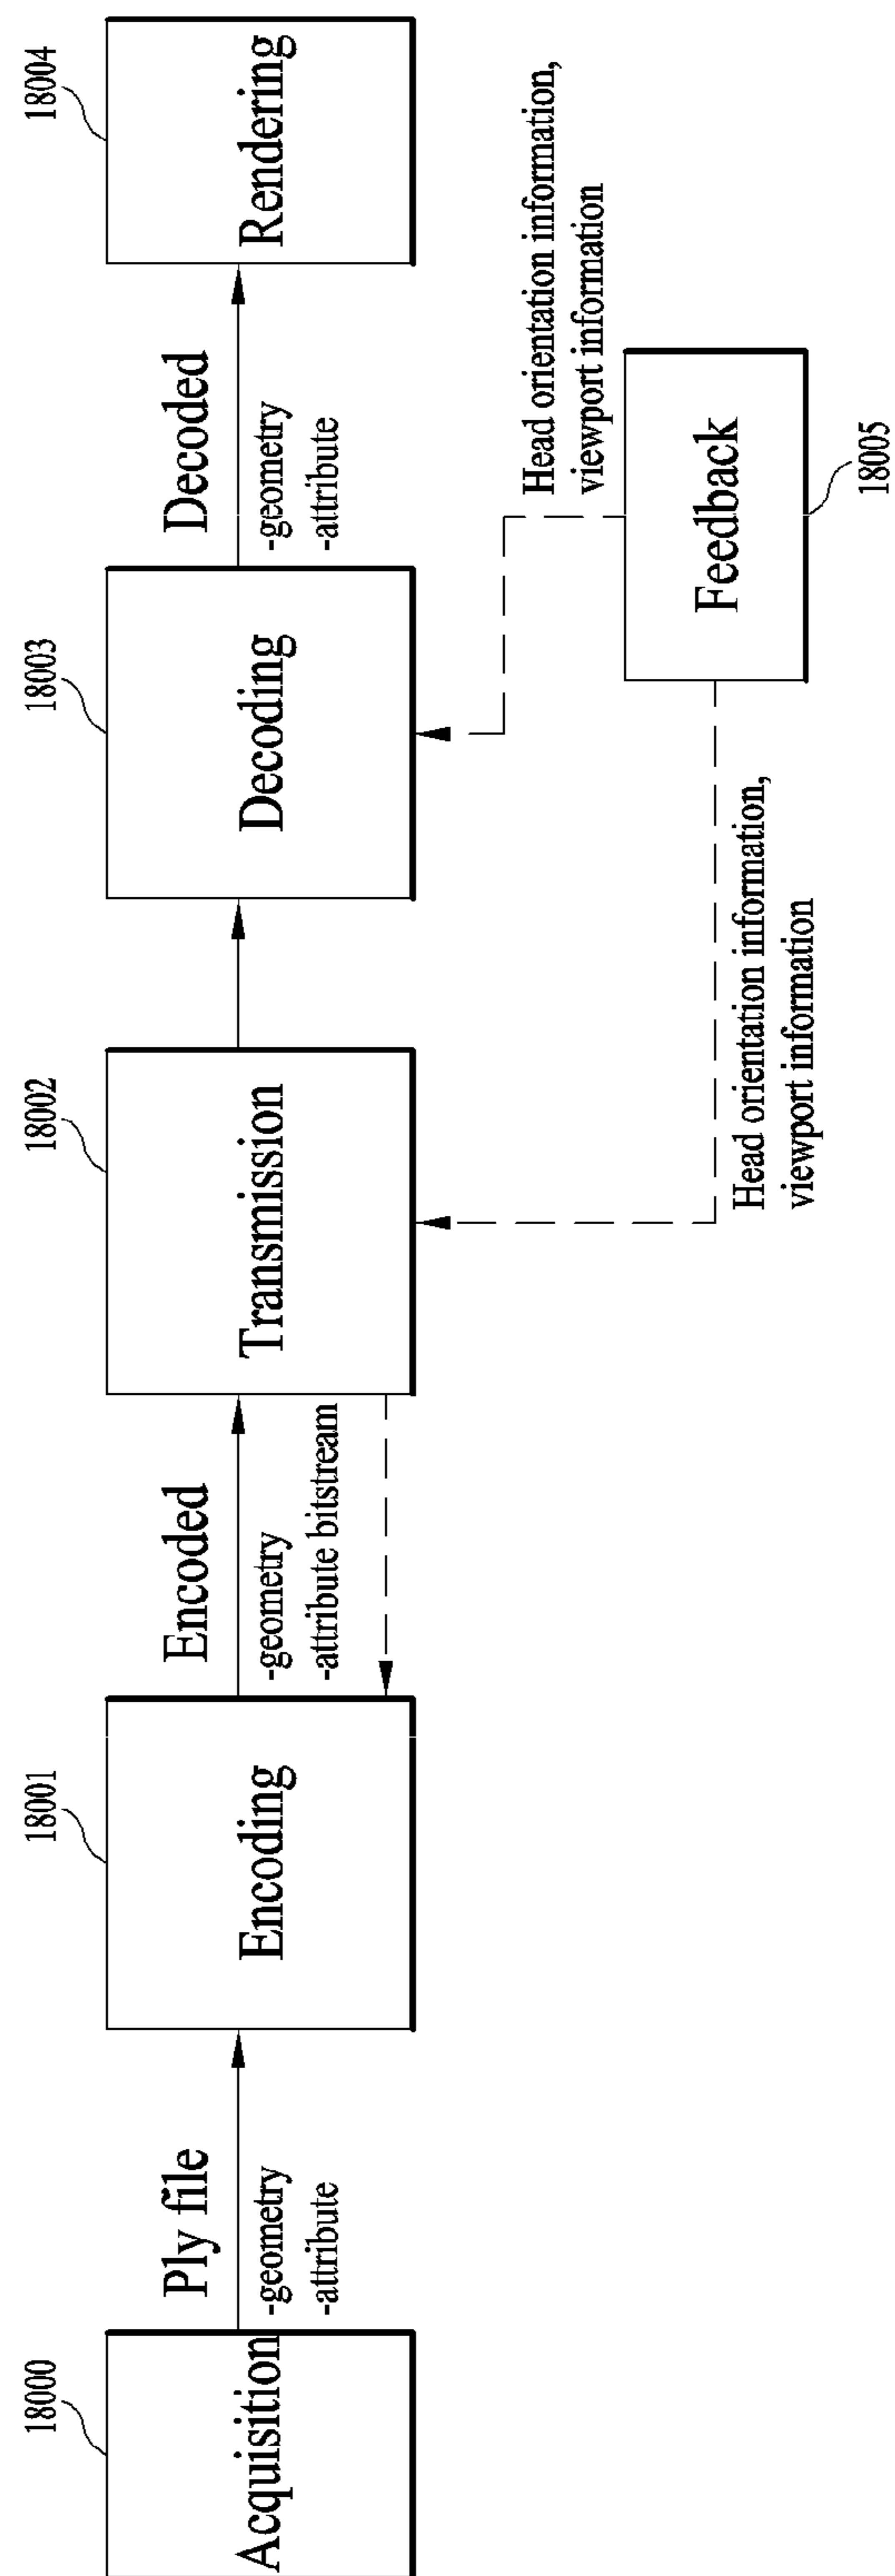 18000
Acquisition
Ply file
-geometry
-attribute
18001
Encoding
Encoded
-geometry
-attribute bitstream
18002
Transmission
18003
Decoding
Decoded
-geometry
-attribute
18004
Rendering
Head orientation information,
viewport information
Head orientation information,
viewport information
Feedback
18005